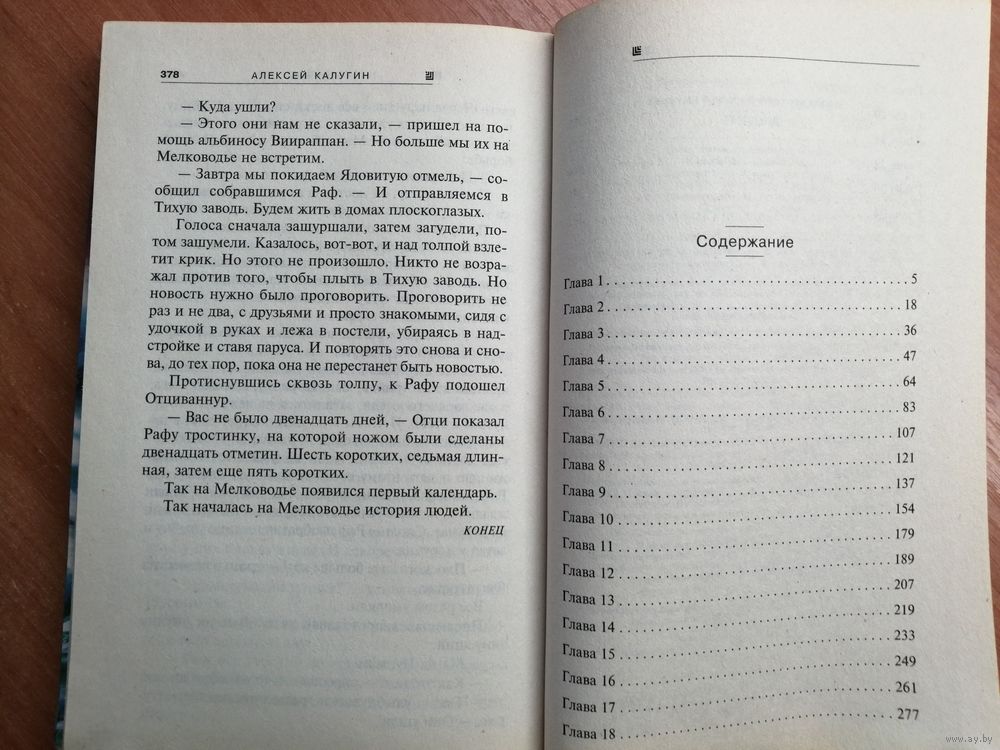 378 АЛЕКСЕЙ КАЛУГИН
— Куда ушли?
— Этого они нам не сказали, — пришел на по-
мощь альбиносу Виираппан. — Но больше мы их на
Мелководье не встретим.
— Завтра мы покидаем Ядовитую отмель, — со-
общил собравшимся Раф. — И отправляемся в
Тихую заводь. Будем жить в домах плоскоглазых.
Голоса сначала зашуршали, затем загудели, по-
том зашумели. Казалось, вот-вот, и над толпой взле-
тит крик. Но этого не произошло. Никто не возра-
жал против того, чтобы плыть в Тихую заводь. Но
новость нужно было проговорить. Проговорить не
раз и не два, с друзьями и просто знакомыми, сидя с
удочкой в руках и лежа в постели, убираясь в над-
стройке и ставя паруса. И повторять это снова и сно-
ва, до тех пор, пока она не перестанет быть новостью.
Протиснувшись сквозь толпу, к Рафу подошел
Отциваннур.
— Вас не было двенадцать дней, — Отци показал
Рафу тростинку, на которой ножом были сделаны
двенадцать отметин. Шесть коротких, седьмая длин-
ная, затем еще пять коротких.
Так на Мелководье появился первый календарь.
Так началась на Мелководье история людей.
КОНЕЦ
Содержание
Глава 1 . . . 5
Глава 2 . . . 18
Глава 3 . . . 36
Глава 4 . . . 47
Глава 5 . . . 64
Глава 6 . . . 83
Глава 7 . . . 107
Глава 8 . . . 121
Глава 9 . . . 137
Глава 10 . . . 154
Глава 11 . . . 179
Глава 12 . . . 189
Глава 13 . . . 207
Глава 14 . . . 219
Глава 15 . . . 233
Глава 16 . . . 249
Глава 17 . . . 261
Глава 18 . . . 277
www.ay.by